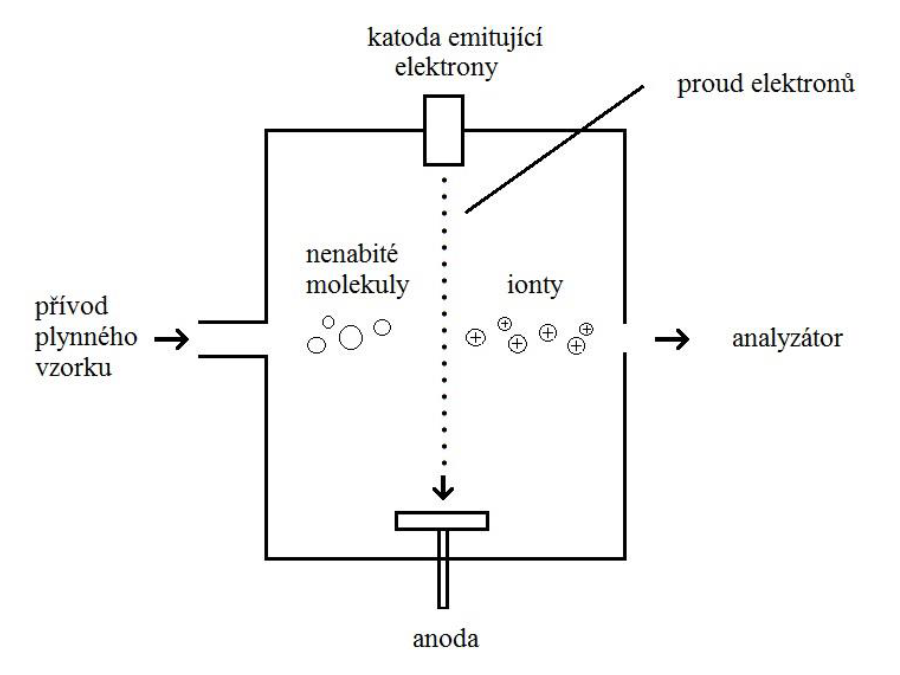 katoda emitující
elektrony
proud elektronů
nenabité
molekuly
ionty
přívod
plynného
vzorku
analyzátor
anoda